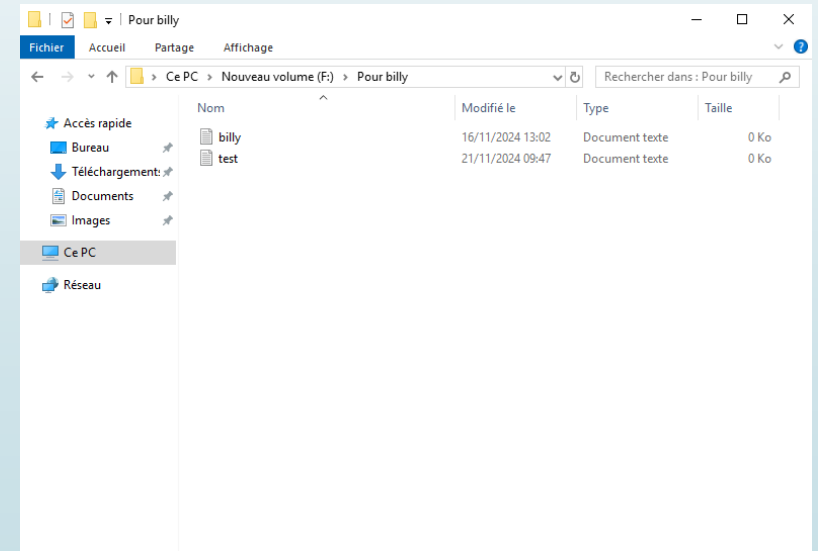 Pour billy
Fichier Accueil Partage Affichage
Ce PC > Nouveau volume (F:) > Pour billy Rechercher dans : Pour billy
Nom Modifié le Type Taille
Accès rapide
Bureau
Téléchargements
Documents
Images
Ce PC
Réseau
billy 16/11/2024 13:02 Document texte 0 Ko
test 21/11/2024 09:47 Document texte 0 Ko